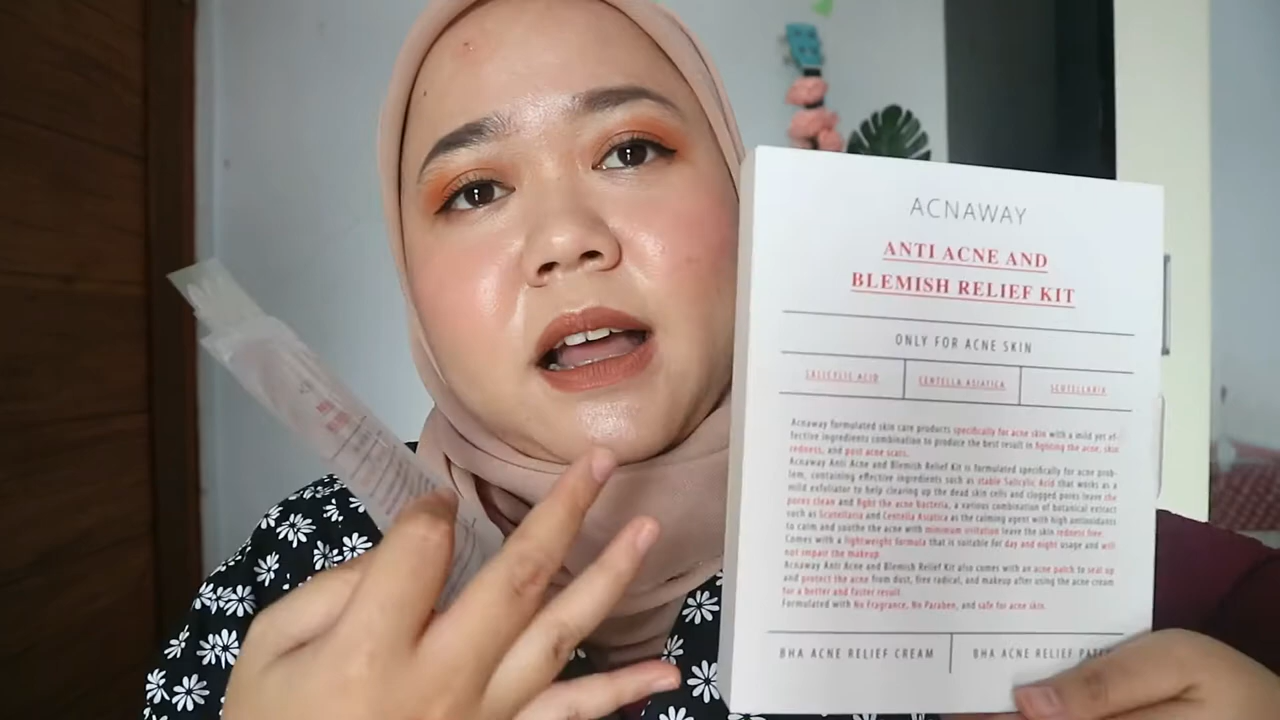 ACNAWAY
ANTI ACNE AND
BLEMISH RELIEF KIT
ONLY FOR ACNE SKIN
SALICYLIC ACID
CENTELLA ASIATICA
SCUTELLARIA
Acnaway formulated skin care products specifically for acne skin with a mild yet ef-
fective ingredients combination to produce the best result in fighting the acne, skin
redness, and post acne scars.
Acnaway Anti Acne and Blemish Relief Kit is formulated specifically for acne prob-
lem, containing effective ingredients such as stable Salicylic Acid that works as a
mild exfoliator to help clearing up the dead skin cells and clogged pores leave the
pores clean and fight the acne bacteria, a various combination of botanical extract
such as Scutellaria and Centella Asiatica as the calming agent with high antioxidants
to calm and soothe the acne with minimum irritation leave the skin redness free.
Comes with a lightweight formula that is suitable for day and night usage and will
not impair the makeup.
Acnaway Anti Acne and Blemish Relief Kit also comes with an acne patch to seal up
and protect the acne from dust, free radical, and makeup after using the acne cream
for a better and faster result.
Formulated with No Fragrance, No Paraben, and safe for acne skin.
BHA ACNE RELIEF CREAM
BHA ACNE RELIEF